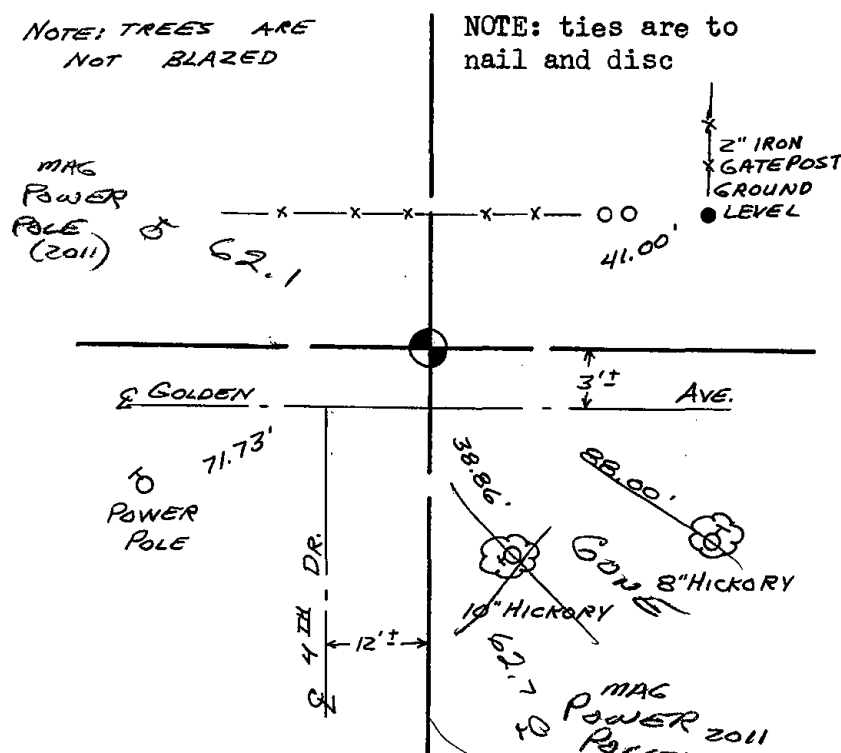 NOTE: TREES ARE
NOT BLAZED
NOTE: ties are to
nail and disc
2" IRON
GATEPOST
GROUND
LEVEL
MAG
POWER
POLE
(2011)
62.1
41.00'
3'±
℄ GOLDEN AVE.
71.73'
POWER
POLE
38.86'
88.00'
GONE
8" HICKORY
10" HICKORY
℄ 4TH DR.
12'±
62.7
MAG
POWER 2011
POLE